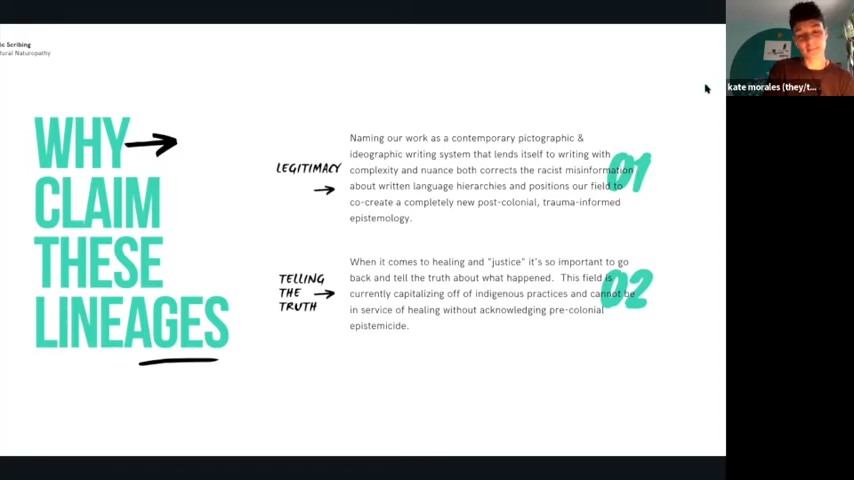 ic Scribing
tural Naturopathy
kate morales (they/t...
WHY
CLAIM
THESE
LINEAGES
LEGITIMACY
Naming our work as a contemporary pictographic &
ideographic writing system that lends itself to writing with
complexity and nuance both corrects the racist misinformation
about written language hierarchies and positions our field to
co-create a completely new post-colonial, trauma-informed
epistemology.
01
TELLING
THE
TRUTH
When it comes to healing and "justice" it's so important to go
back and tell the truth about what happened. This field is
currently capitalizing off of indigenous practices and cannot be
in service of healing without acknowledging pre-colonial
epistemicide.
02